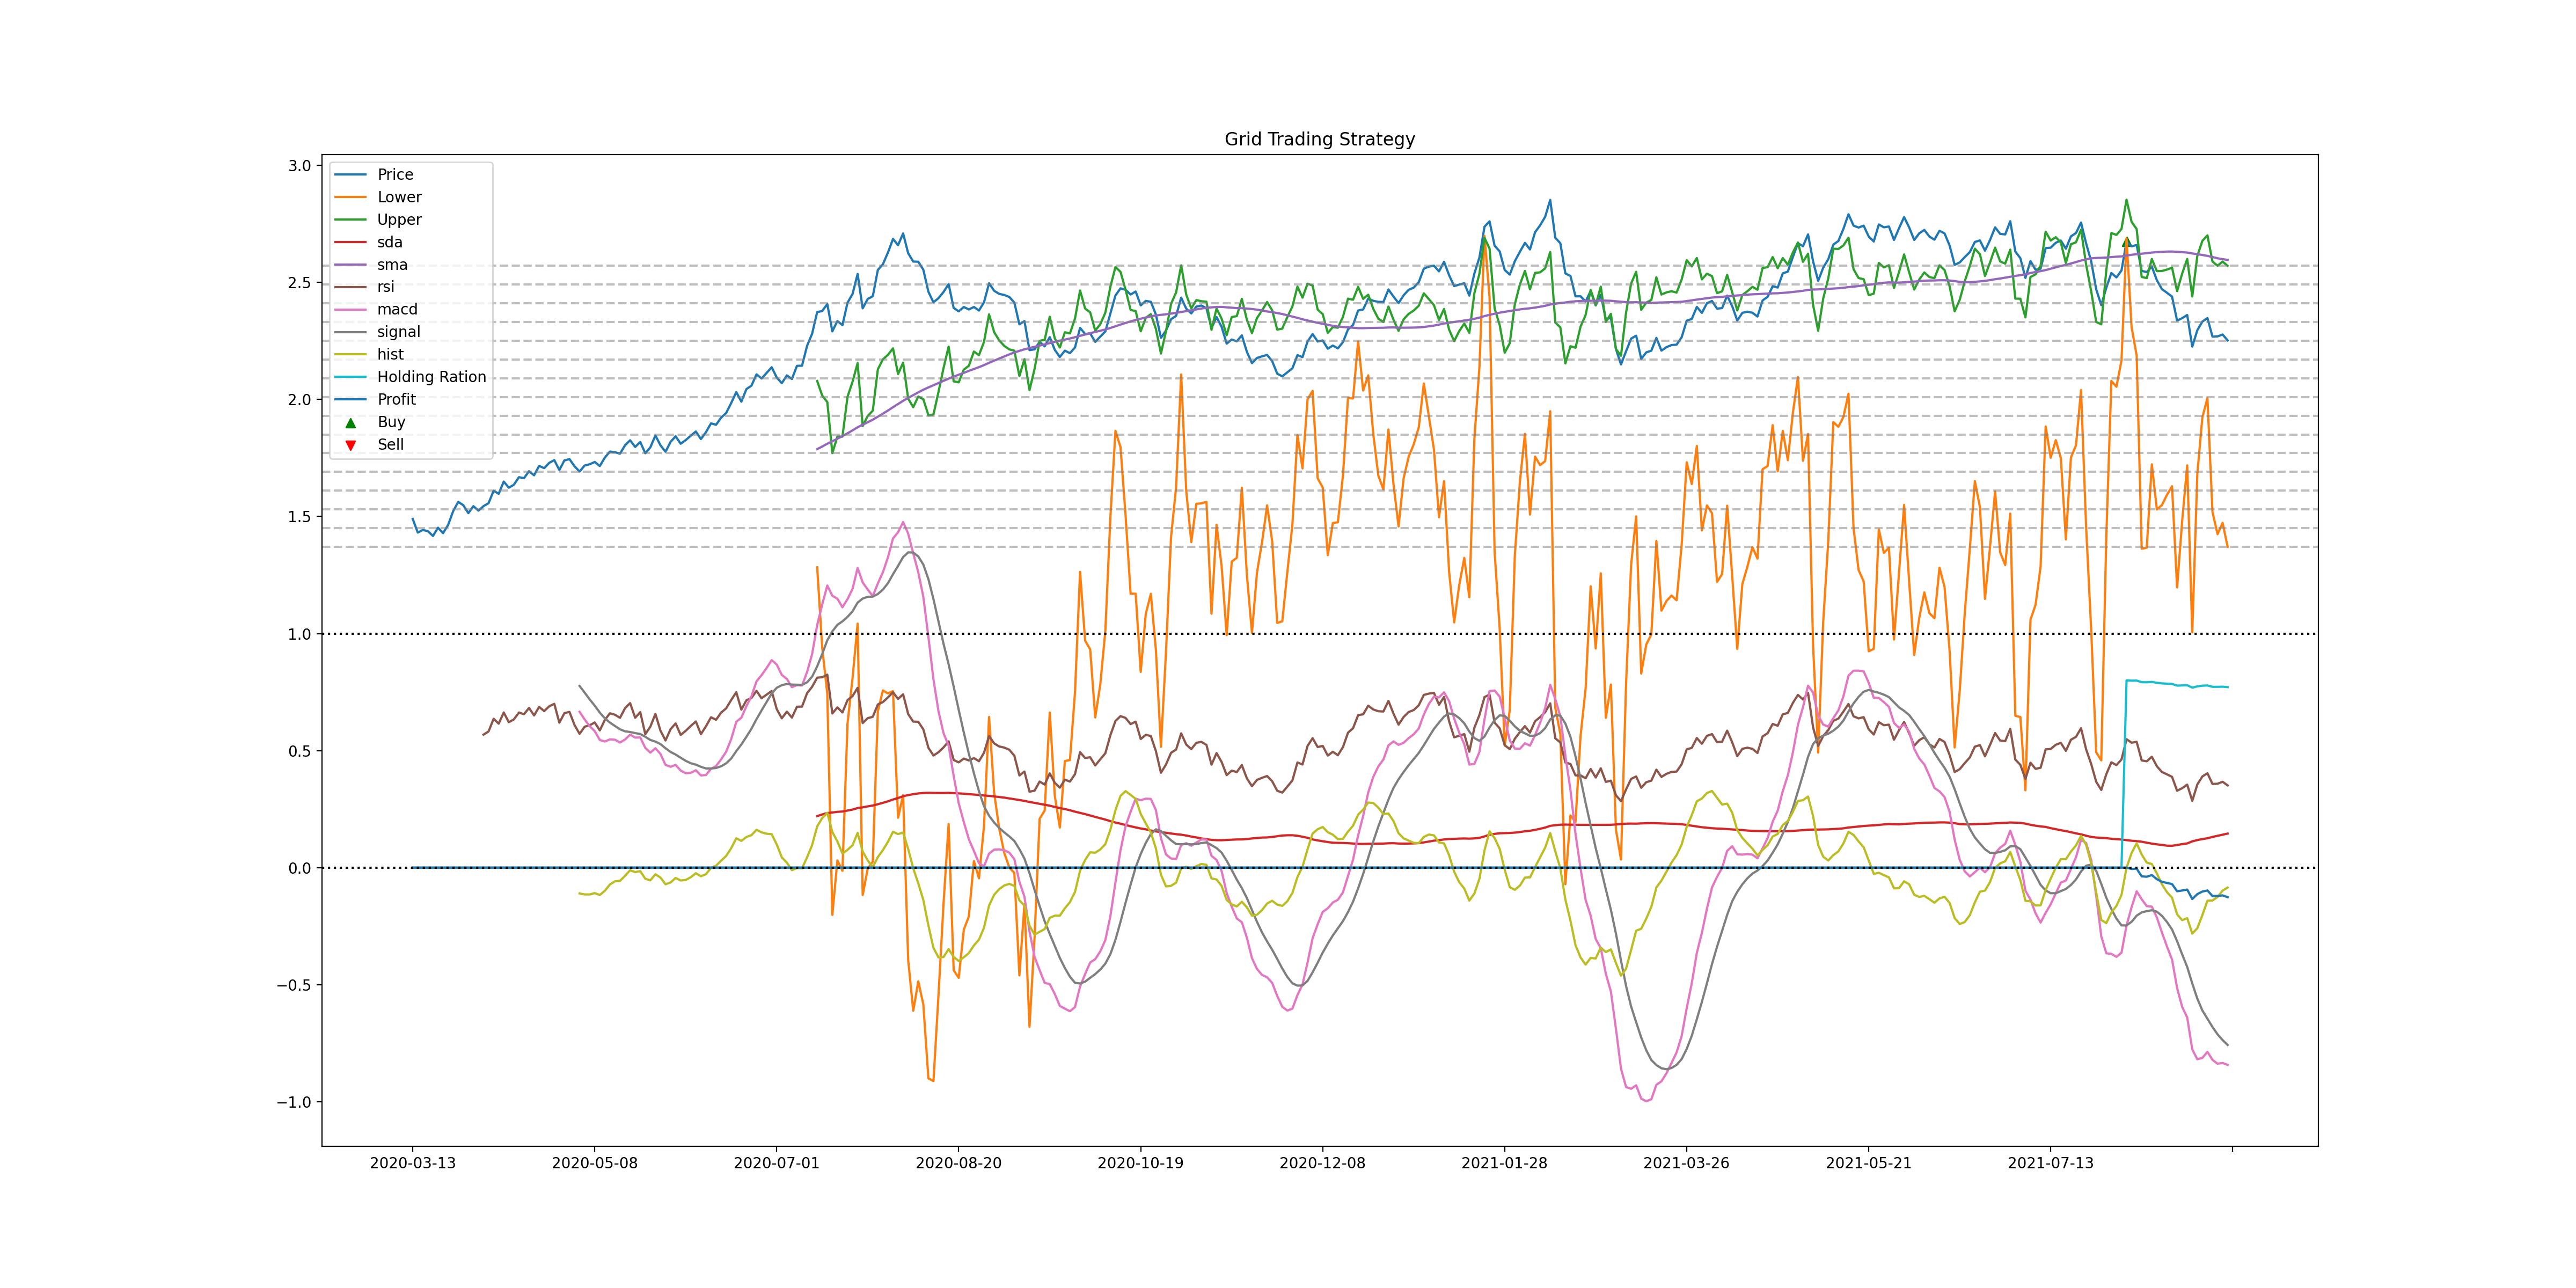 Grid Trading Strategy
3.0
2.5
2.0
1.5
1.0
0.5
0.0
−0.5
−1.0
Price
Lower
Upper
sda
sma
rsi
macd
signal
hist
Holding Ration
Profit
Buy
Sell
2020-03-13 2020-05-08 2020-07-01 2020-08-20 2020-10-19 2020-12-08 2021-01-28 2021-03-26 2021-05-21 2021-07-13